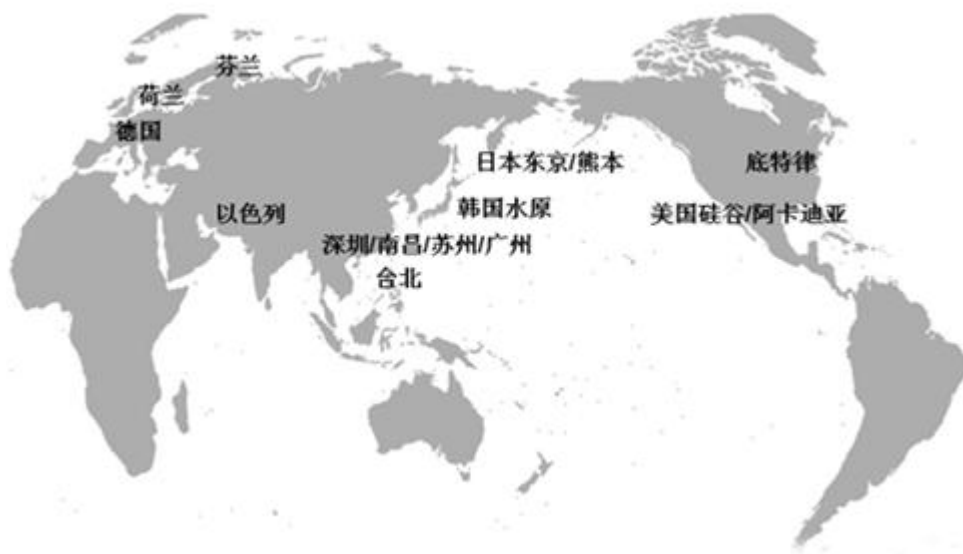 芬兰
荷兰
德国
日本东京/熊本
底特律
以色列
韩国水原
美国硅谷/阿卡迪亚
深圳/南昌/苏州/广州
台北